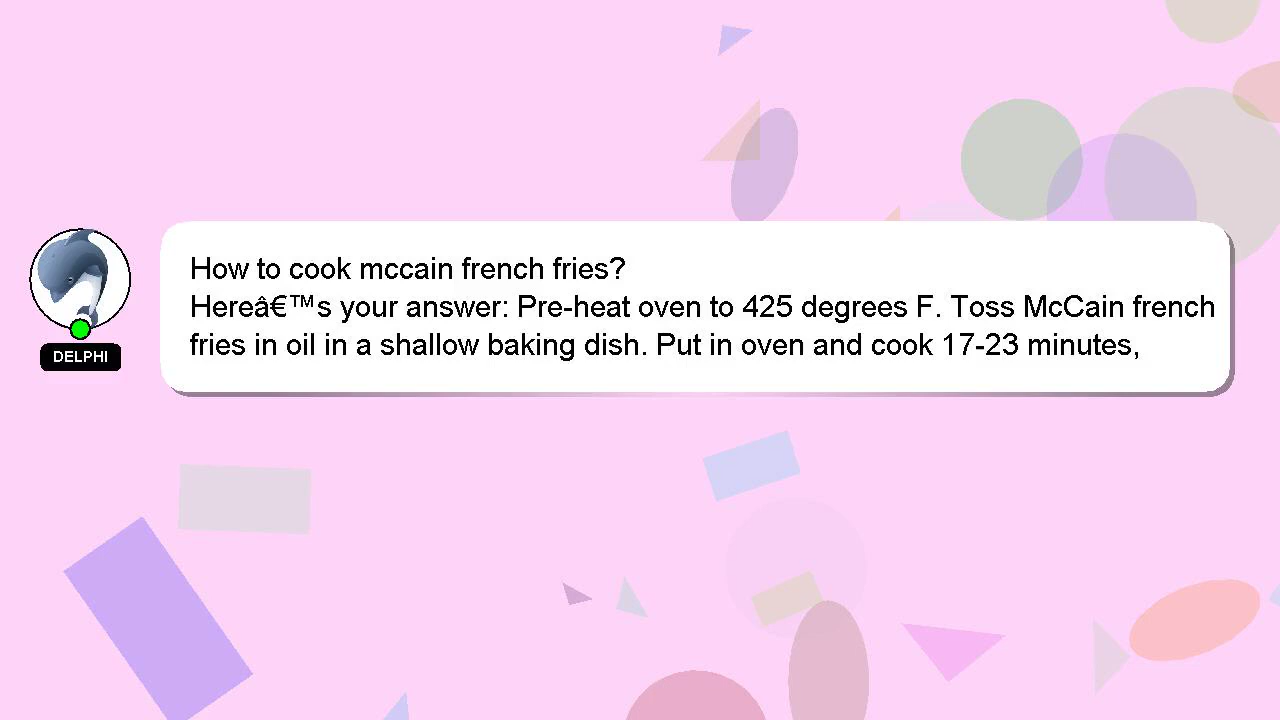 How to cook mccain french fries?
Hereâ€™s your answer: Pre-heat oven to 425 degrees F. Toss McCain french
fries in oil in a shallow baking dish. Put in oven and cook 17-23 minutes,
DELPHI